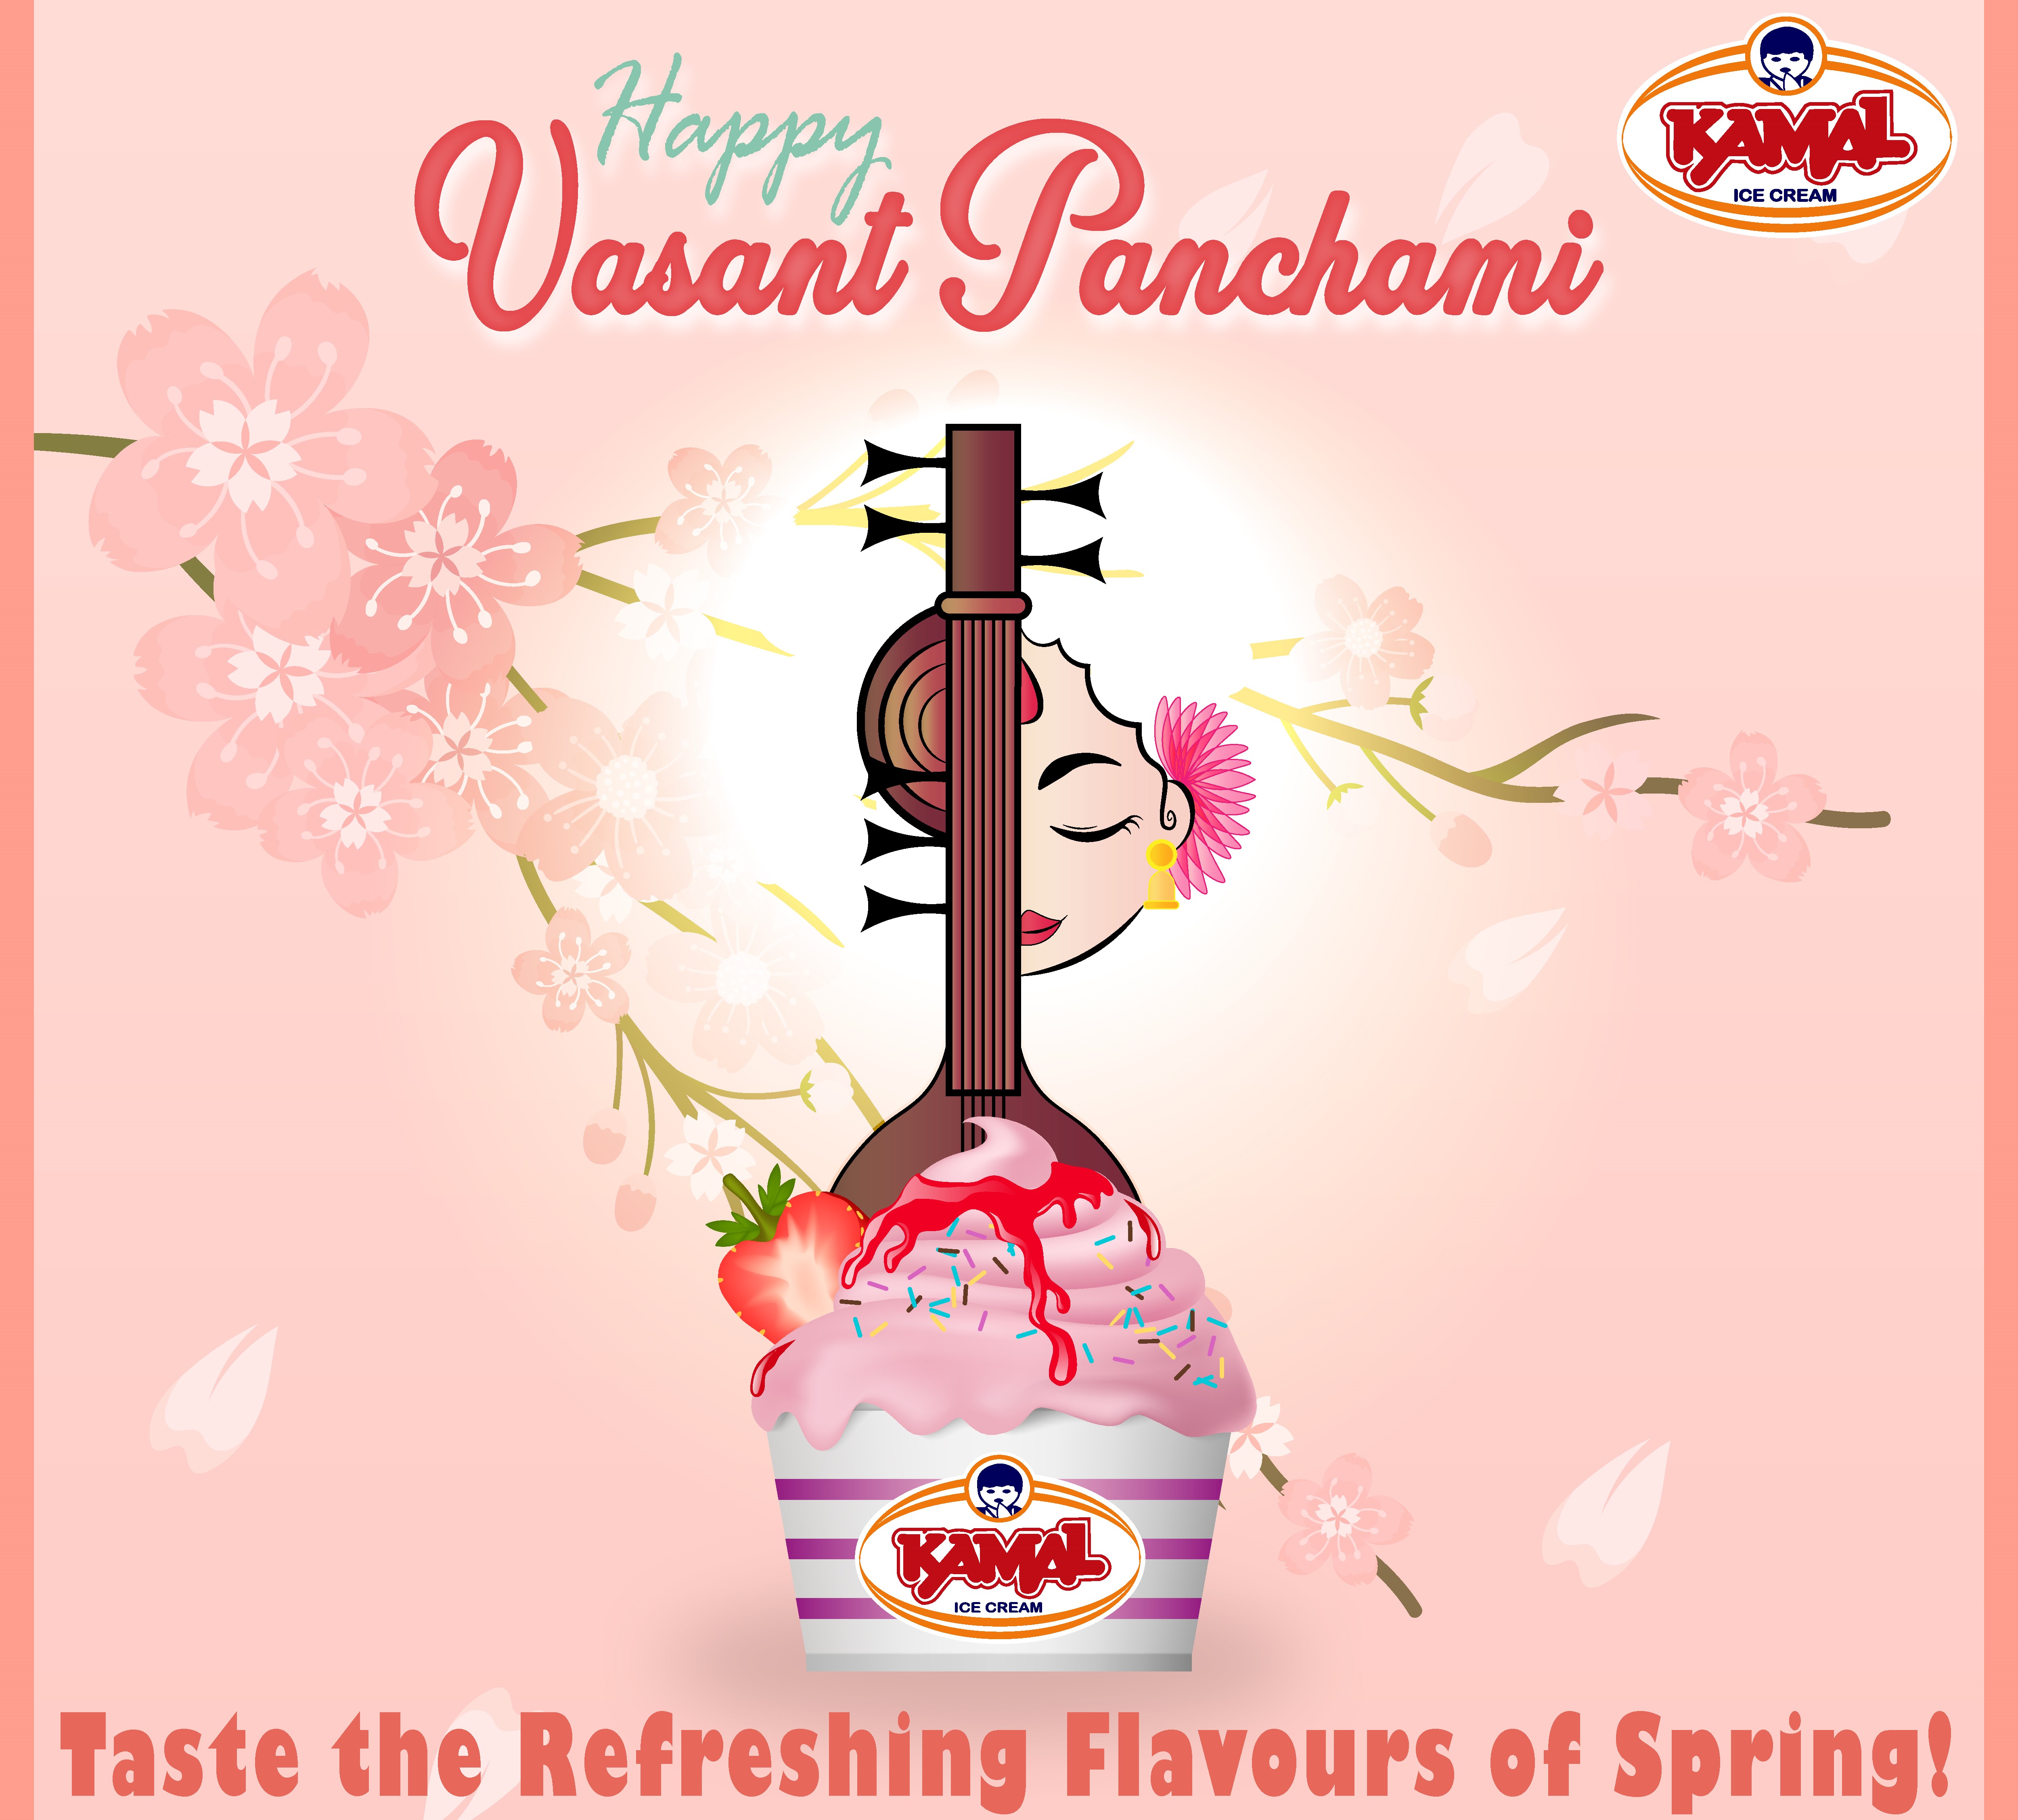 Happy
Vasant Panchami
KAMAL
ICE CREAM
KAMAL
ICE CREAM
Taste the Refreshing Flavours of Spring!